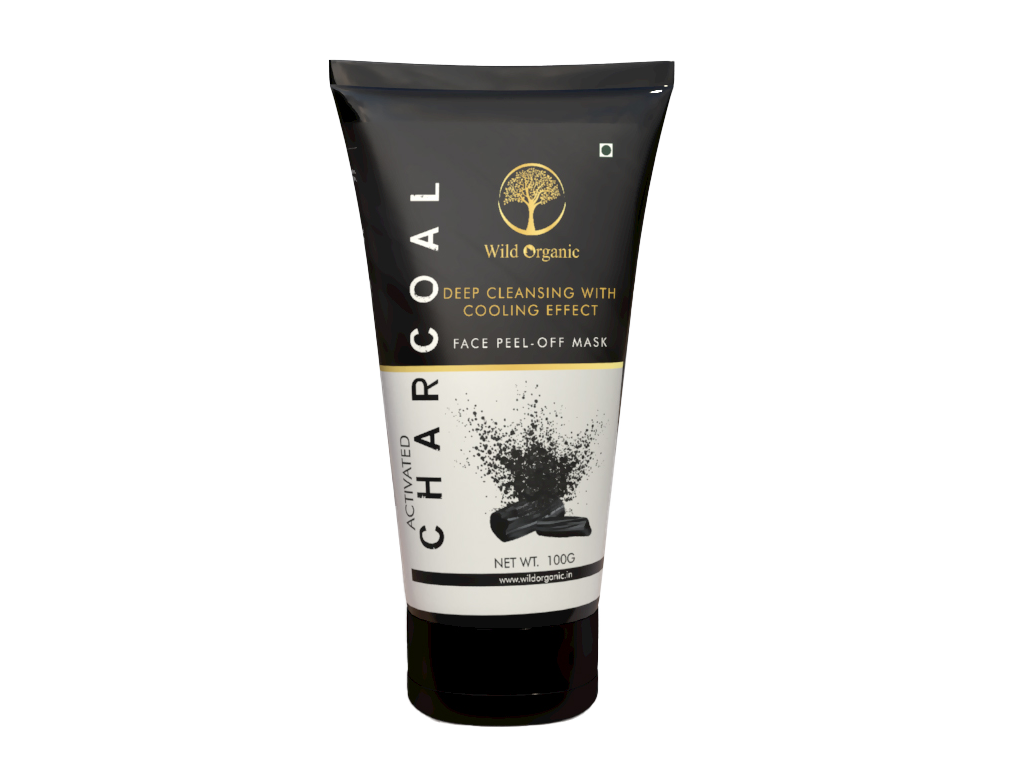 Wild Organic
DEEP CLEANSING WITH
COOLING EFFECT
FACE PEEL-OFF MASK
ACTIVATED
CHARCOAL
NET WT. 100G
www.wildorganic.in